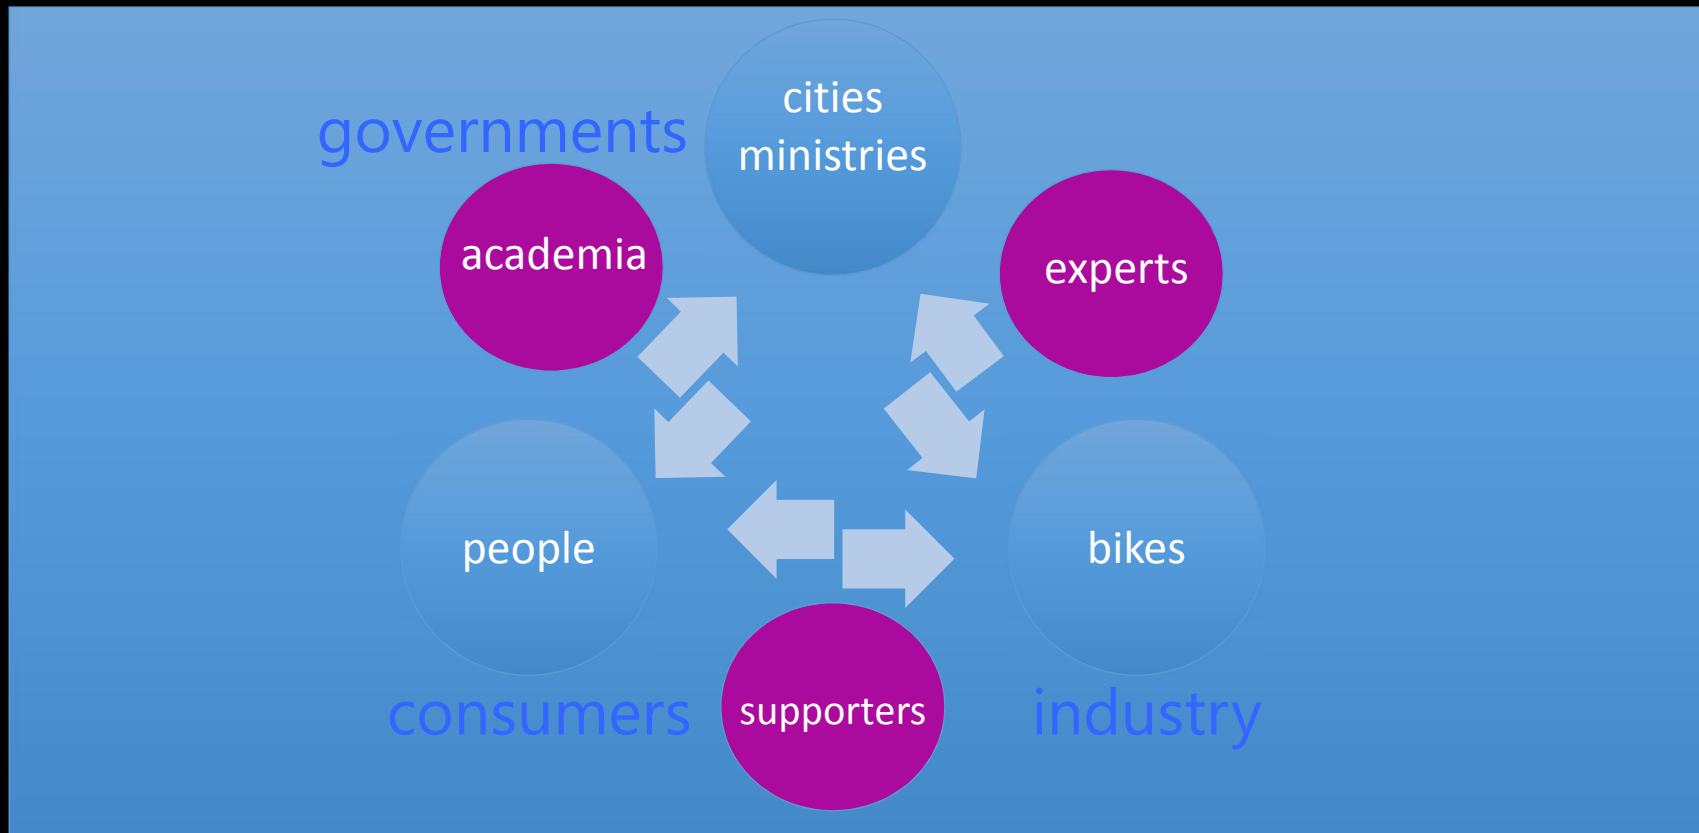 cities
ministries
governments
academia
experts
people
bikes
consumers
supporters
industry